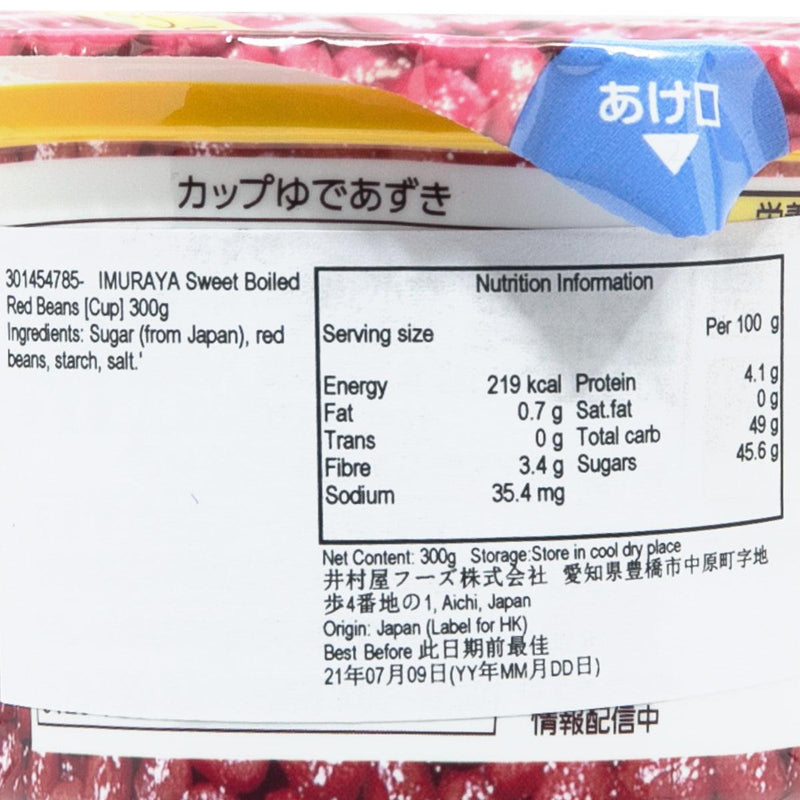 あけ口
カップゆであずき
栄養
301454785- IMURAYA Sweet Boiled
Red Beans [Cup] 300g
Ingredients: Sugar (from Japan), red
beans, starch, salt.'
Nutrition Information
Serving size Per 100 g
Energy 219 kcal Protein 4.1 g
Fat 0.7 g Sat.fat 0 g
Trans 0 g Total carb 49 g
Fibre 3.4 g Sugars 45.6 g
Sodium 35.4 mg
Net Content: 300g Storage:Store in cool dry place
井村屋フーズ株式会社 愛知県豊橋市中原町字地
歩4番地の1, Aichi, Japan
Origin: Japan (Label for HK)
Best Before 此日期前最佳
21年07月09日(YY年MM月DD日)
情報配信中